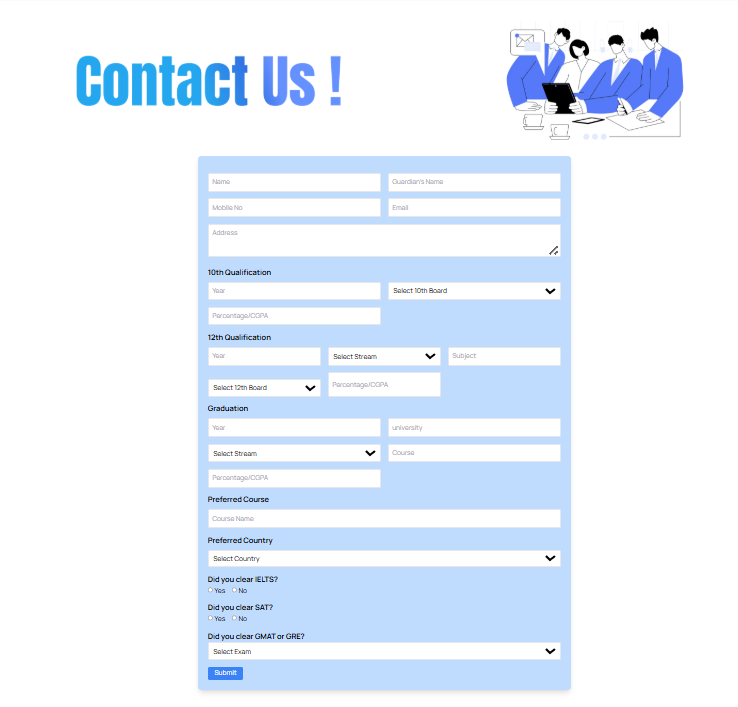 Contact Us !
Name Guardian's Name
Mobile No Email
Address
10th Qualification
Year Select 10th Board
Percentage/CGPA
12th Qualification
Year Select Stream Subject
Select 12th Board Percentage/CGPA
Graduation
Year university
Select Stream Course
Percentage/CGPA
Preferred Course
Course Name
Preferred Country
Select Country
Did you clear IELTS?
Yes No
Did you clear SAT?
Yes No
Did you clear GMAT or GRE?
Select Exam
Submit